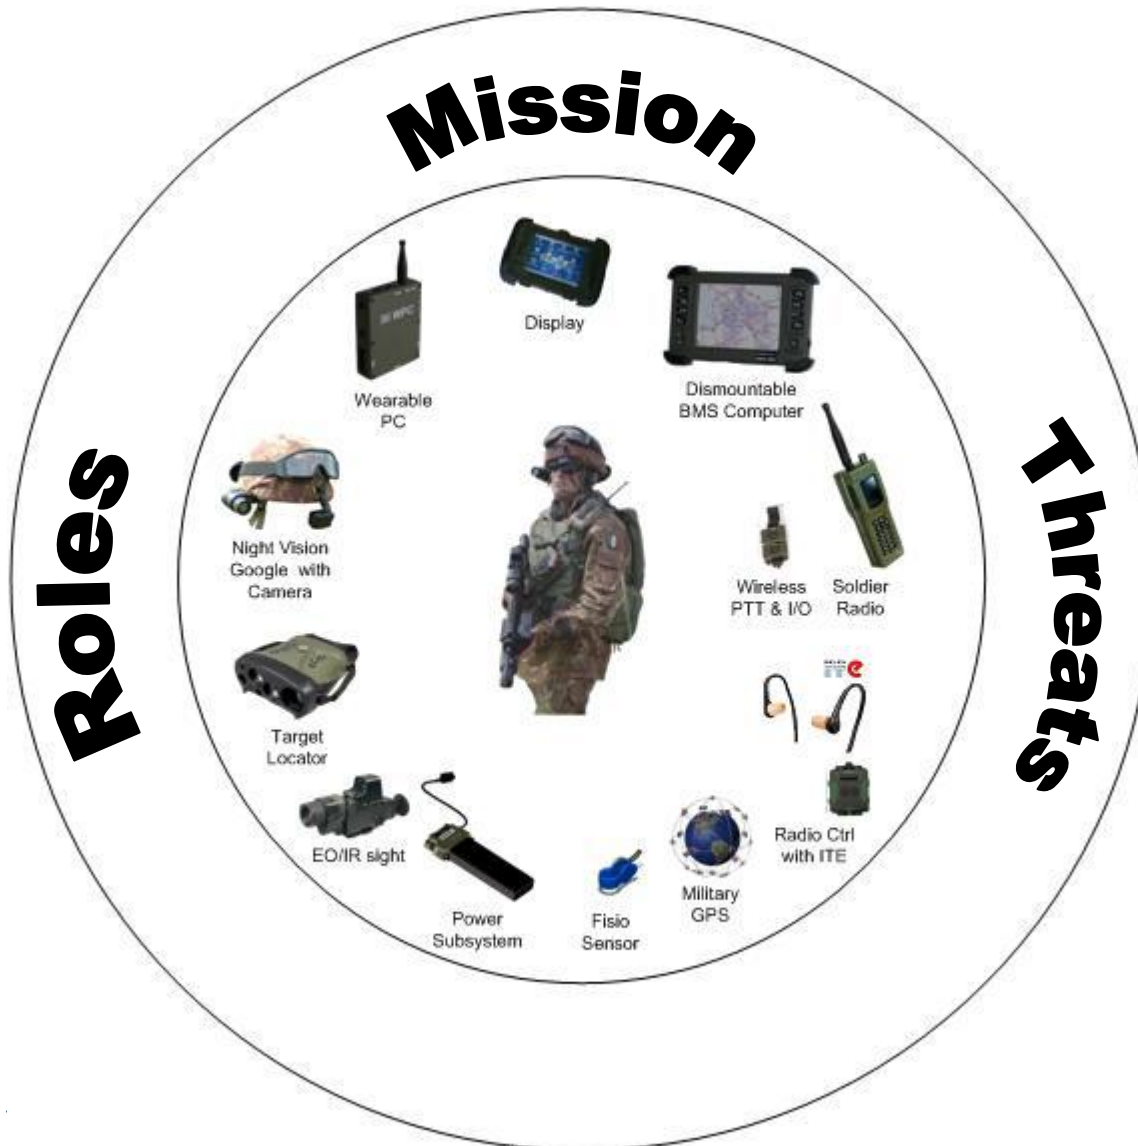 Mission
Roles
Threats
Display
Wearable
PC
Dismountable
BMS Computer
Night Vision
Google with
Camera
Wireless
PTT & I/O
Soldier
Radio
Target
Locator
EO/IR sight
Radio Ctrl
with ITE
Military
GPS
Power
Subsystem
Fisio
Sensor